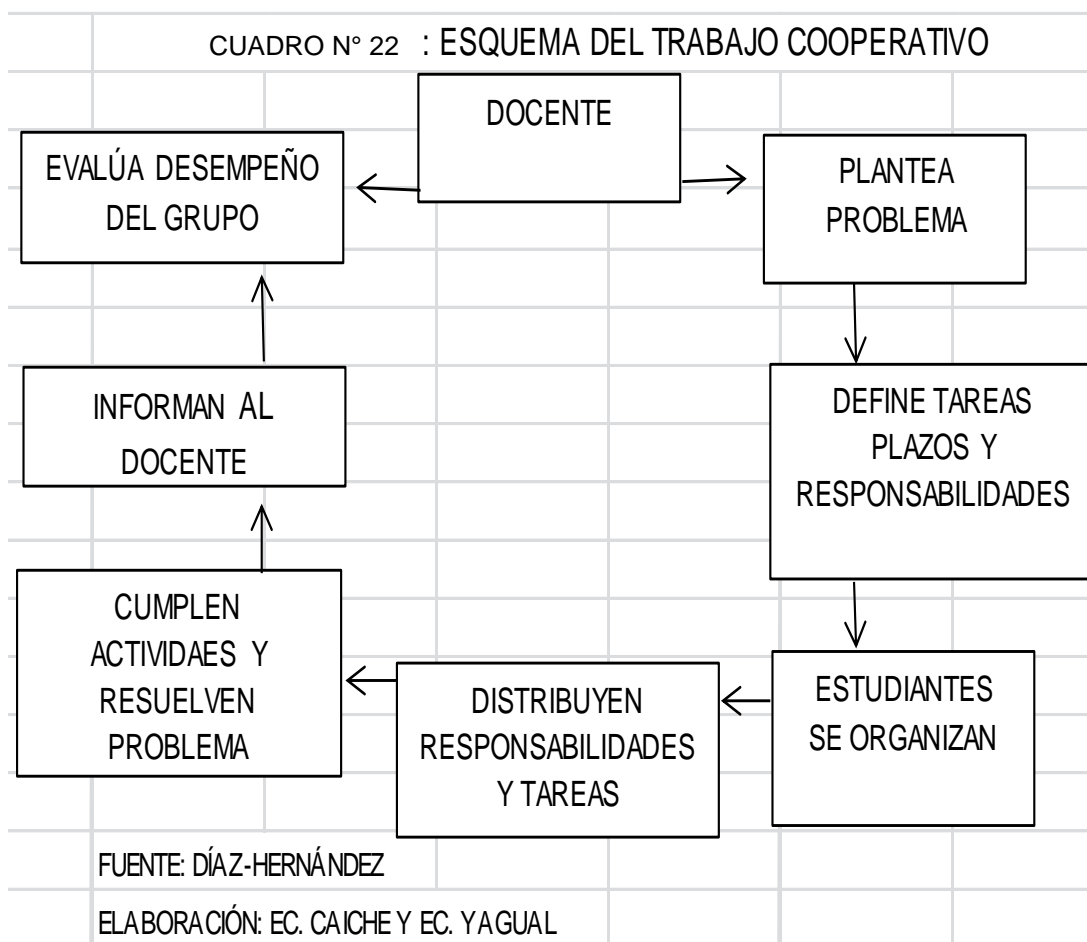 CUADRO N° 22 : ESQUEMA DEL TRABAJO COOPERATIVO
DOCENTE
PLANTEA
PROBLEMA
DEFINE TAREAS
PLAZOS Y
RESPONSABILIDADES
ESTUDIANTES
SE ORGANIZAN
DISTRIBUYEN
RESPONSABILIDADES
Y TAREAS
CUMPLEN
ACTIVIDAES Y
RESUELVEN
PROBLEMA
INFORMAN AL
DOCENTE
EVALÚA DESEMPEÑO
DEL GRUPO
FUENTE: DÍAZ-HERNÁNDEZ
ELABORACIÓN: EC. CAICHE Y EC. YAGUAL